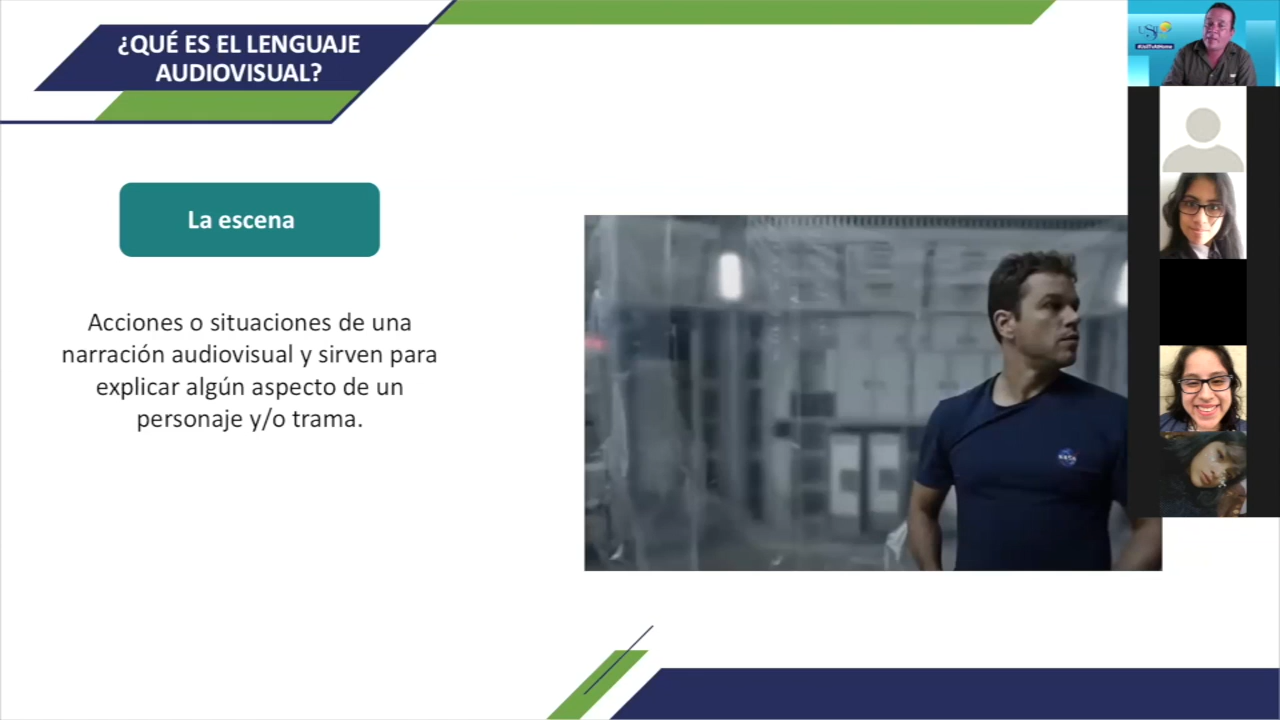 ¿QUÉ ES EL LENGUAJE
AUDIOVISUAL?
La escena
Acciones o situaciones de una
narración audiovisual y sirven para
explicar algún aspecto de un
personaje y/o trama.
NASA